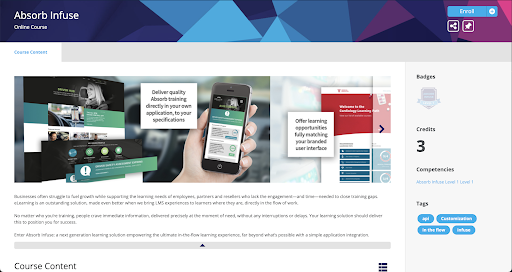 Absorb Infuse
Online Course
Enroll
Course Content
Deliver quality
Absorb training
directly in your own
application, to your
specifications
Offer learning
opportunities
fully matching
your branded
user interface
Welcome to the
Cardiology Learning
Badges
Credits
3
Competencies
Absorb Infuse Level 1 Level 1
Tags
api
Customization
in the flow
infuse
Businesses often struggle to fuel growth while supporting the learning needs of employees, partners and resellers who lack the engagement—and time—needed to close training gaps.
eLearning is an outstanding solution, made even better when we bring LMS experiences to learners where they are, directly in the flow of work.
No matter who you're training, people crave immediate information, delivered precisely at the moment of need, without any interruptions or delays. Your learning solution should deliver
this to position you for success.
Enter Absorb Infuse: a next generation learning solution empowering the ultimate in-the-flow learning experience, far beyond what's possible with a simple application integration.
Course Content